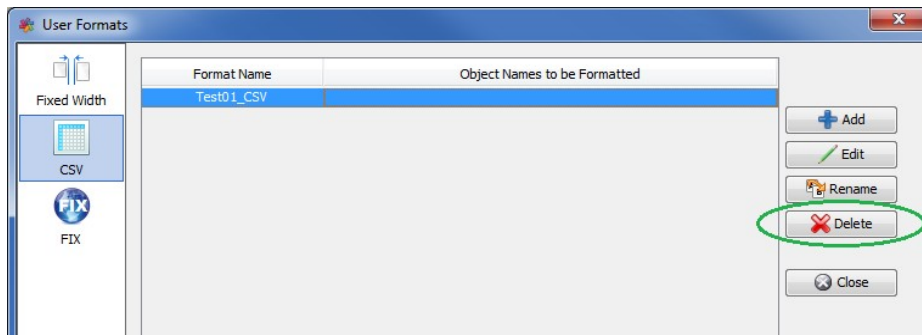 User Formats
Fixed Width
CSV
FIX
FIX
Format Name Object Names to be Formatted
Test01_CSV
Add
Edit
Rename
Delete
Close